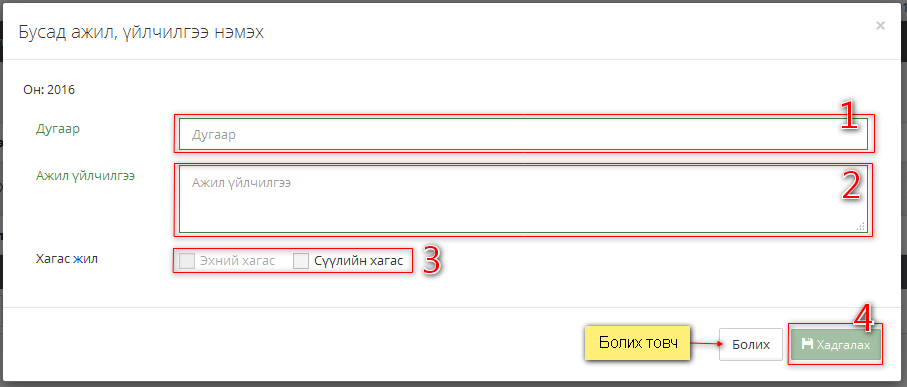 Бусад ажил, үйлчилгээ нэмэх
×
Он: 2016
Дугаар
Дугаар
1
Ажил үйлчилгээ
Ажил үйлчилгээ
2
Хагас жил
Эхний хагас
Сүүлийн хагас
3
Болих товч
Болих
Хадгалах
4